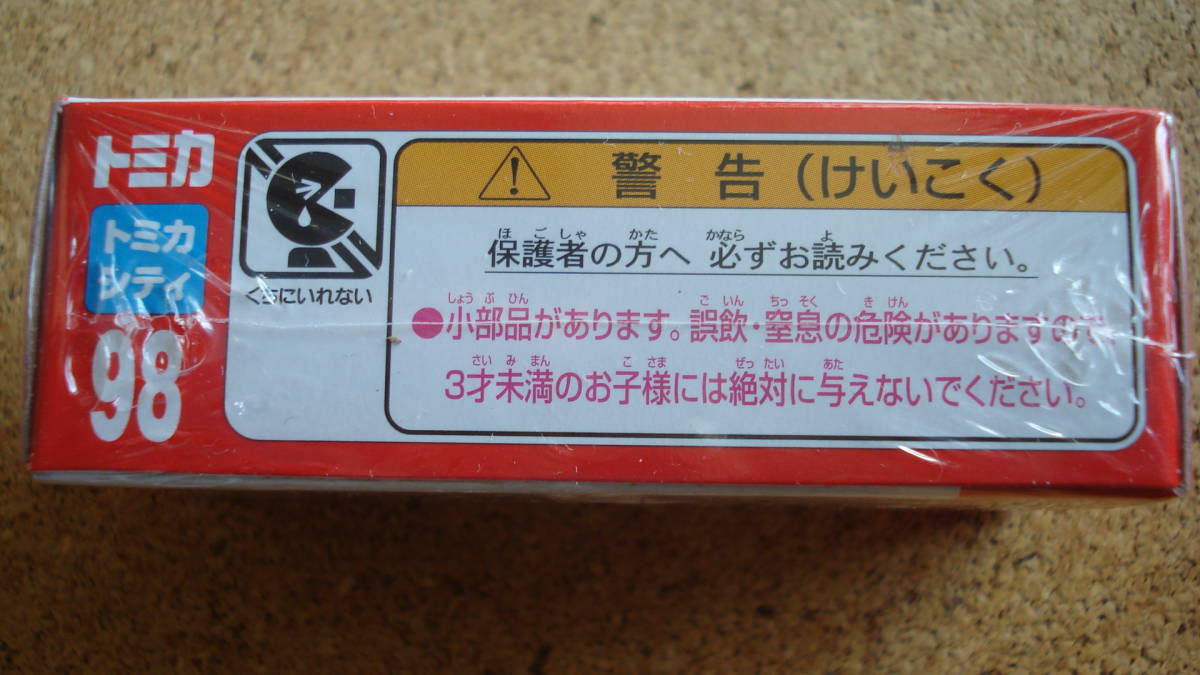 トミカ
トミカ
シティ
98
くちにいれない
警告(けいこく)
ほごしゃ かた かなら よ
保護者の方へ 必ずお読みください。
しょうぶひん ごいん ちっそく きけん
●小部品があります。誤飲・窒息の危険がありますので
さいみまん こさま ぜったい あた
3才未満のお子様には絶対に与えないでください。